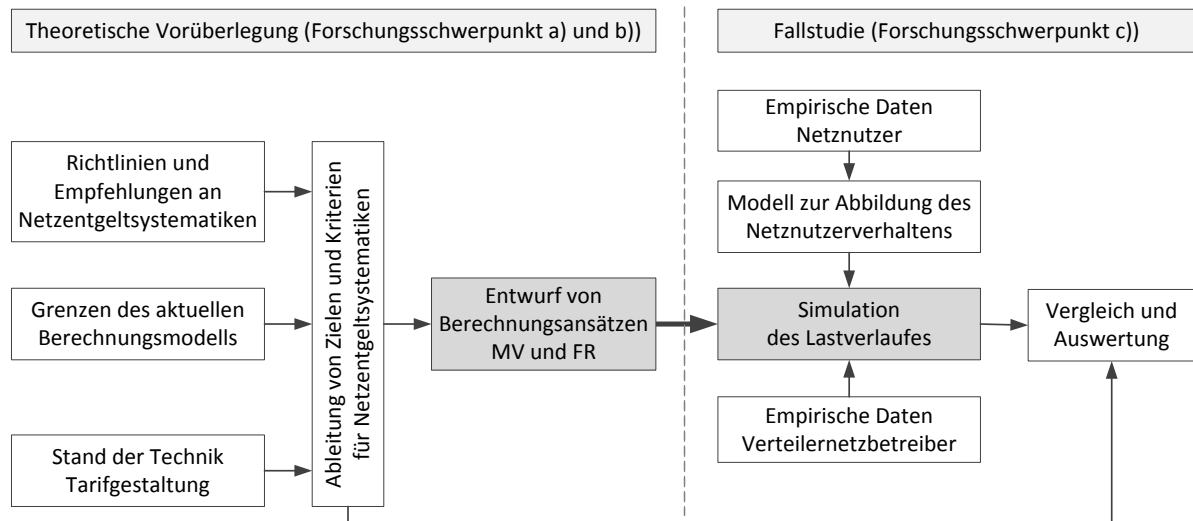 Theoretische Vorüberlegung (Forschungsschwerpunkt a) und b))
Richtlinien und
Empfehlungen an
Netzentgeltsystematiken
Grenzen des aktuellen
Berechnungsmodells
Stand der Technik
Tarifgestaltung
Ableitung von Zielen und Kriterien
für Netzentgeltsystematiken
Entwurf von
Berechnungsansätzen
MV und FR
Fallstudie (Forschungsschwerpunkt c))
Empirische Daten
Netznutzer
Modell zur Abbildung des
Netznutzerverhaltens
Simulation
des Lastverlaufes
Empirische Daten
Verteilernetzbetreiber
Vergleich und
Auswertung